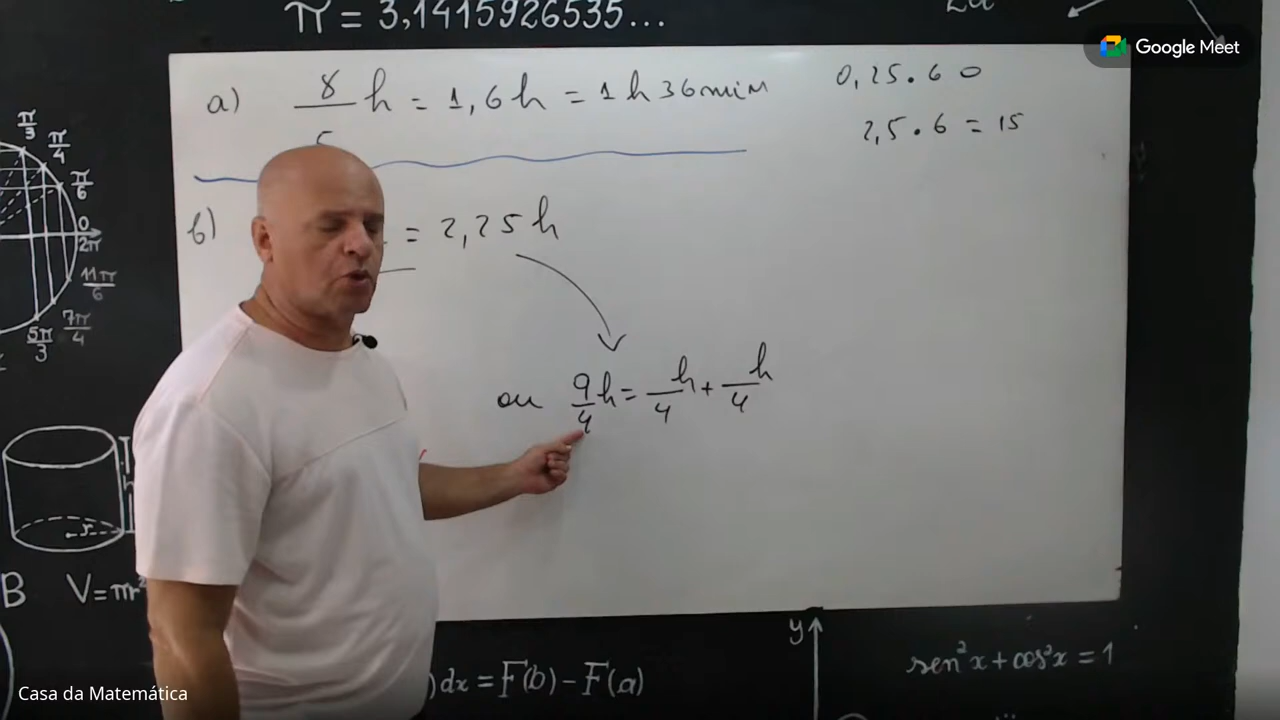 π = 3,1415926535...
2a
Google Meet
a) 8/5 h = 1,6 h = 1 h 36 min
0,25 . 60
2,5 . 6 = 15
b) = 2,25 h
ou 9/4 h = h/4 + h/4
π/3
π/4
π/6
0
2π
11π/6
7π/4
5π/3
r
h
B
V = πr²
dx = F(b) - F(a)
y
sen²x + cos²x = 1
Casa da Matemática